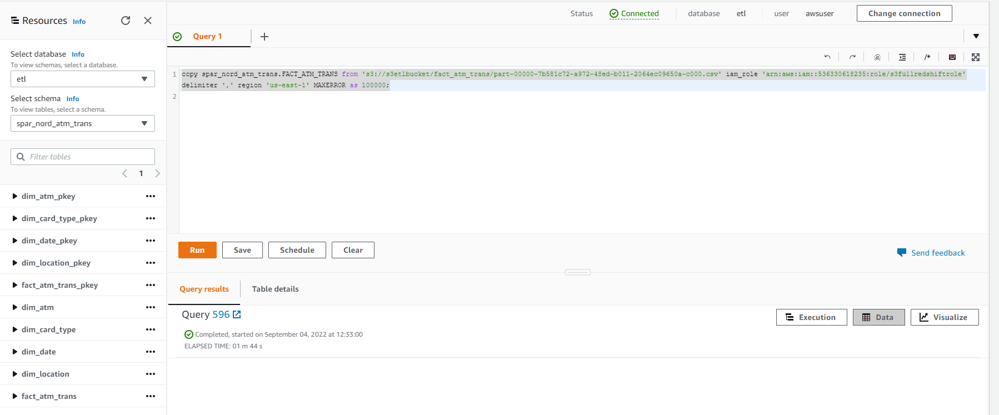 Resources Info
Select database Info
To view schemas, select a database.
etl
Select schema Info
To view tables, select a schema.
spar_nord_atm_trans
Filter tables
1
dim_atm_pkey
dim_card_type_pkey
dim_date_pkey
dim_location_pkey
fact_atm_trans_pkey
dim_atm
dim_card_type
dim_date
dim_location
fact_atm_trans
Status Connected database etl user awsuser Change connection
Query 1 +
@ /*
1 copy spar_nord_atm_trans.FACT_ATM_TRANS from 's3://s3etlbucket/fact_atm_trans/part-00000-7b581c72-a972-48ed-b011-2064ec09650a-c000.csv' iam_role 'arn:aws:iam::536330618235:role/s3fullredshiftrole'
delimiter ',' region 'us-east-1' MAXERROR as 100000;
2
Run Save Schedule Clear
Send feedback
Query results Table details
Query 596
Execution Data Visualize
Completed, started on September 04, 2022 at 12:33:00
ELAPSED TIME: 01 m 44 s